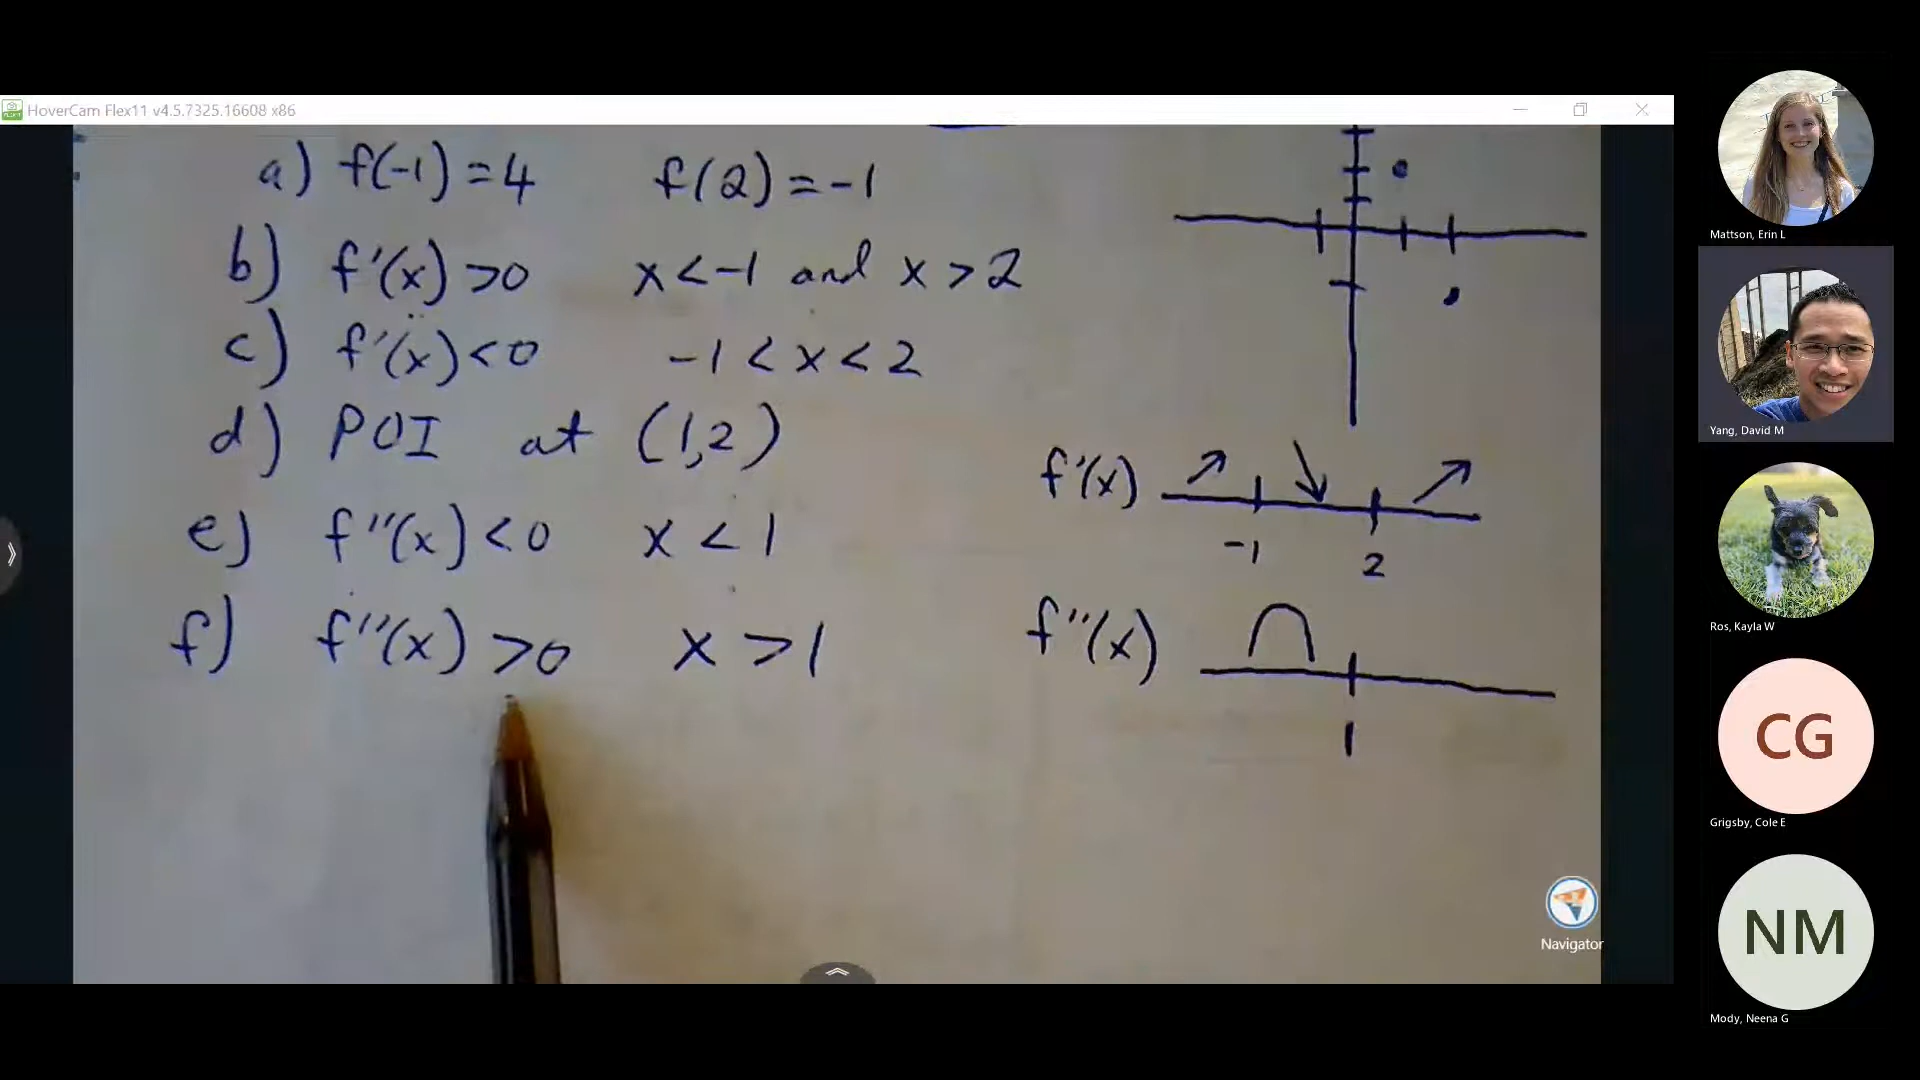 HoverCam Flex11 v4.5.7325.16608 x86
a) f(-1) = 4 f(2) = -1
b) f'(x) > 0 x < -1 and x > 2
c) f'(x) < 0 -1 < x < 2
d) POI at (1,2)
e) f''(x) < 0 x < 1
f) f''(x) > 0 x > 1
f'(x)
-1 2
f''(x)
1
Navigator
Mattson, Erin L
Yang, David M
Ros, Kayla W
CG
Grigsby, Cole E
NM
Mody, Neena G